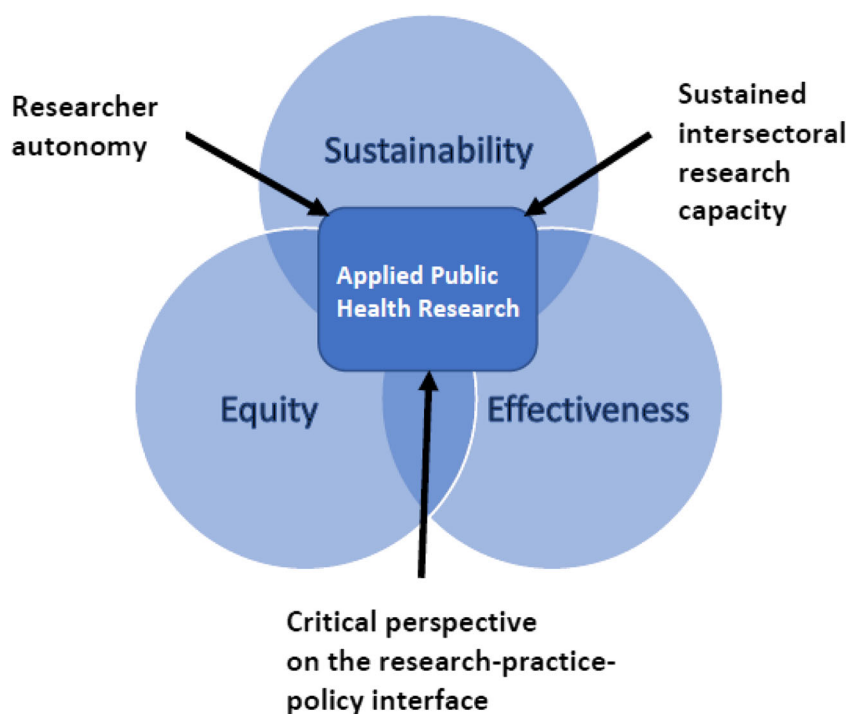 Researcher
autonomy
Sustained
intersectoral
research
capacity
Sustainability
Applied Public
Health Research
Equity
Effectiveness
Critical perspective
on the research-practice-
policy interface